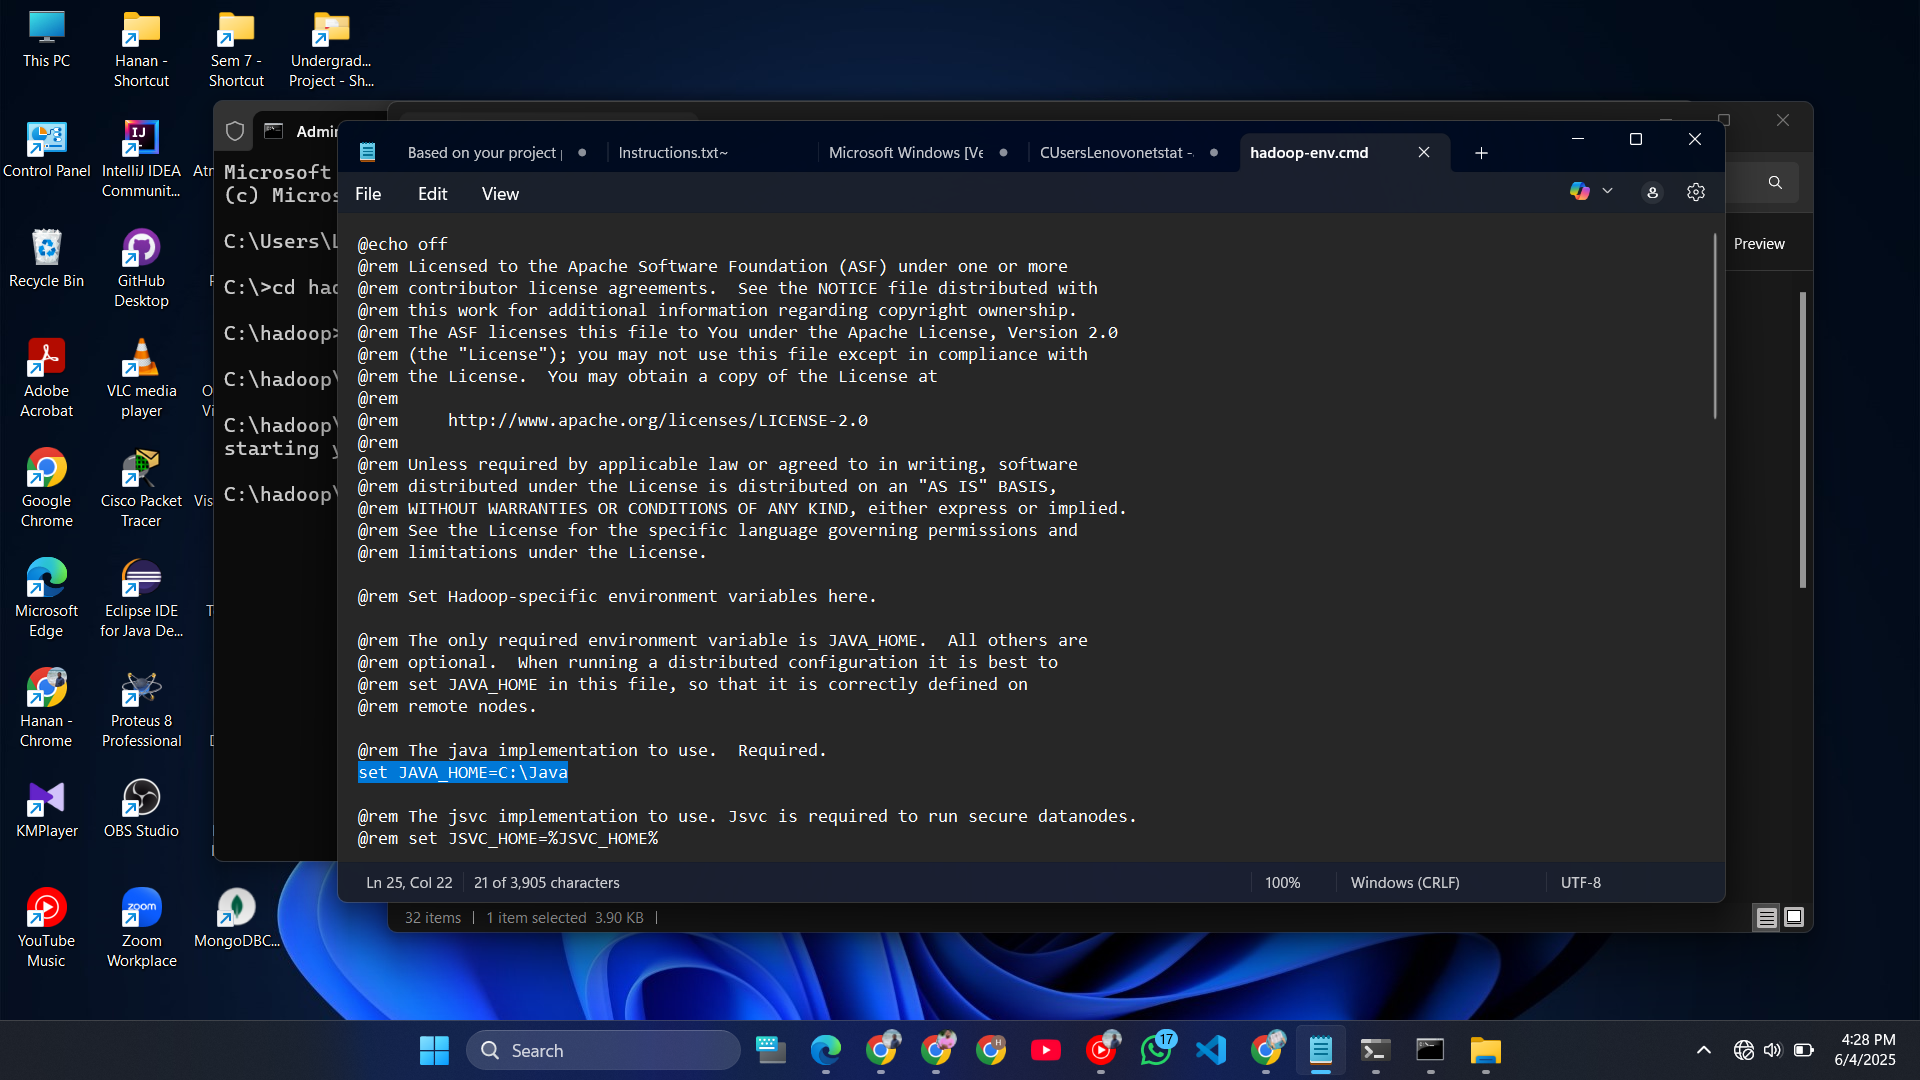 This PC
Hanan -
Shortcut
Sem 7 -
Shortcut
Undergrad...
Project - Sh...
Control Panel
IntelliJ IDEA
Communit...
Recycle Bin
GitHub
Desktop
Adobe
Acrobat
VLC media
player
Google
Chrome
Cisco Packet
Tracer
Microsoft
Edge
Eclipse IDE
for Java De...
Hanan -
Chrome
Proteus 8
Professional
KMPlayer
OBS Studio
YouTube
Music
Zoom
Workplace
MongoDBC...
Microsoft
C:\Users\
C:\>cd
C:\hadoop>
C:\hadoop\
C:\hadoop\
starting
C:\hadoop\
Based on your project
Instructions.txt~
Microsoft Windows
CUsersLenovonetstat -
hadoop-env.cmd
File
Edit
View
Preview
@echo off
@rem Licensed to the Apache Software Foundation (ASF) under one or more
@rem contributor license agreements.  See the NOTICE file distributed with
@rem this work for additional information regarding copyright ownership.
@rem The ASF licenses this file to You under the Apache License, Version 2.0
@rem (the "License"); you may not use this file except in compliance with
@rem the License.  You may obtain a copy of the License at
@rem
@rem     http://www.apache.org/licenses/LICENSE-2.0
@rem
@rem Unless required by applicable law or agreed to in writing, software
@rem distributed under the License is distributed on an "AS IS" BASIS,
@rem WITHOUT WARRANTIES OR CONDITIONS OF ANY KIND, either express or implied.
@rem See the License for the specific language governing permissions and
@rem limitations under the License.
@rem Set Hadoop-specific environment variables here.
@rem The only required environment variable is JAVA_HOME.  All others are
@rem optional.  When running a distributed configuration it is best to
@rem set JAVA_HOME in this file, so that it is correctly defined on
@rem remote nodes.
@rem The java implementation to use.  Required.
set JAVA_HOME=C:\Java
@rem The jsvc implementation to use. Jsvc is required to run secure datanodes.
@rem set JSVC_HOME=%JSVC_HOME%
Ln 25, Col 22
21 of 3,905 characters
100%
Windows (CRLF)
UTF-8
32 items
1 item selected 3.90 KB
Search
17
4:28 PM
6/4/2025